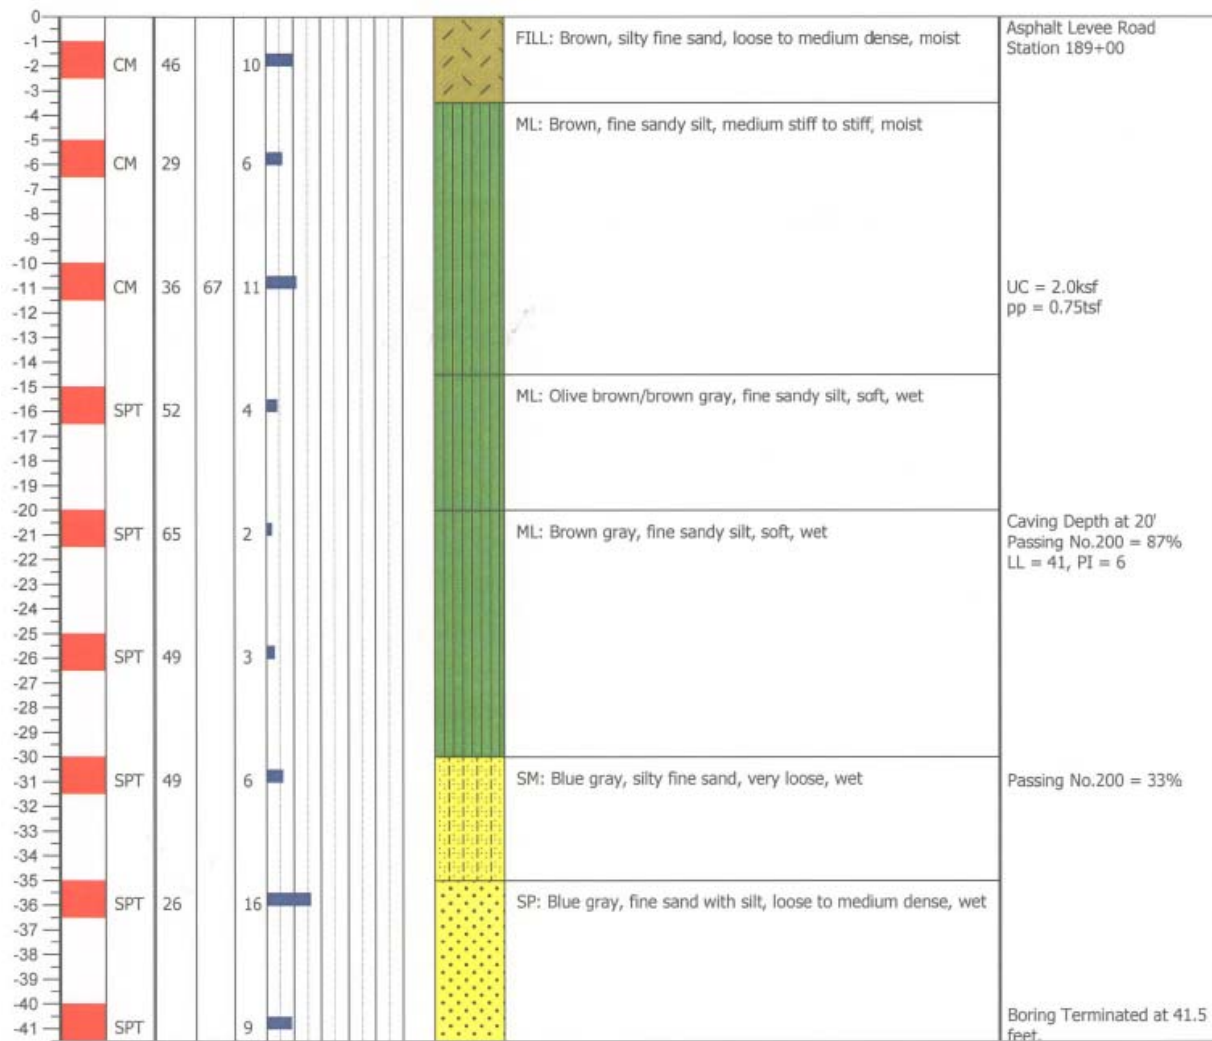 0
-1
-2
-3
-4
-5
-6
-7
-8
-9
-10
-11
-12
-13
-14
-15
-16
-17
-18
-19
-20
-21
-22
-23
-24
-25
-26
-27
-28
-29
-30
-31
-32
-33
-34
-35
-36
-37
-38
-39
-40
-41
CM 46 10
CM 29 6
CM 36 67 11
SPT 52 4
SPT 65 2
SPT 49 3
SPT 49 6
SPT 26 16
SPT 9
FILL: Brown, silty fine sand, loose to medium dense, moist
ML: Brown, fine sandy silt, medium stiff to stiff, moist
ML: Olive brown/brown gray, fine sandy silt, soft, wet
ML: Brown gray, fine sandy silt, soft, wet
SM: Blue gray, silty fine sand, very loose, wet
SP: Blue gray, fine sand with silt, loose to medium dense, wet
Asphalt Levee Road
Station 189+00
UC = 2.0ksf
pp = 0.75tsf
Caving Depth at 20'
Passing No.200 = 87%
LL = 41, PI = 6
Passing No.200 = 33%
Boring Terminated at 41.5
feet.